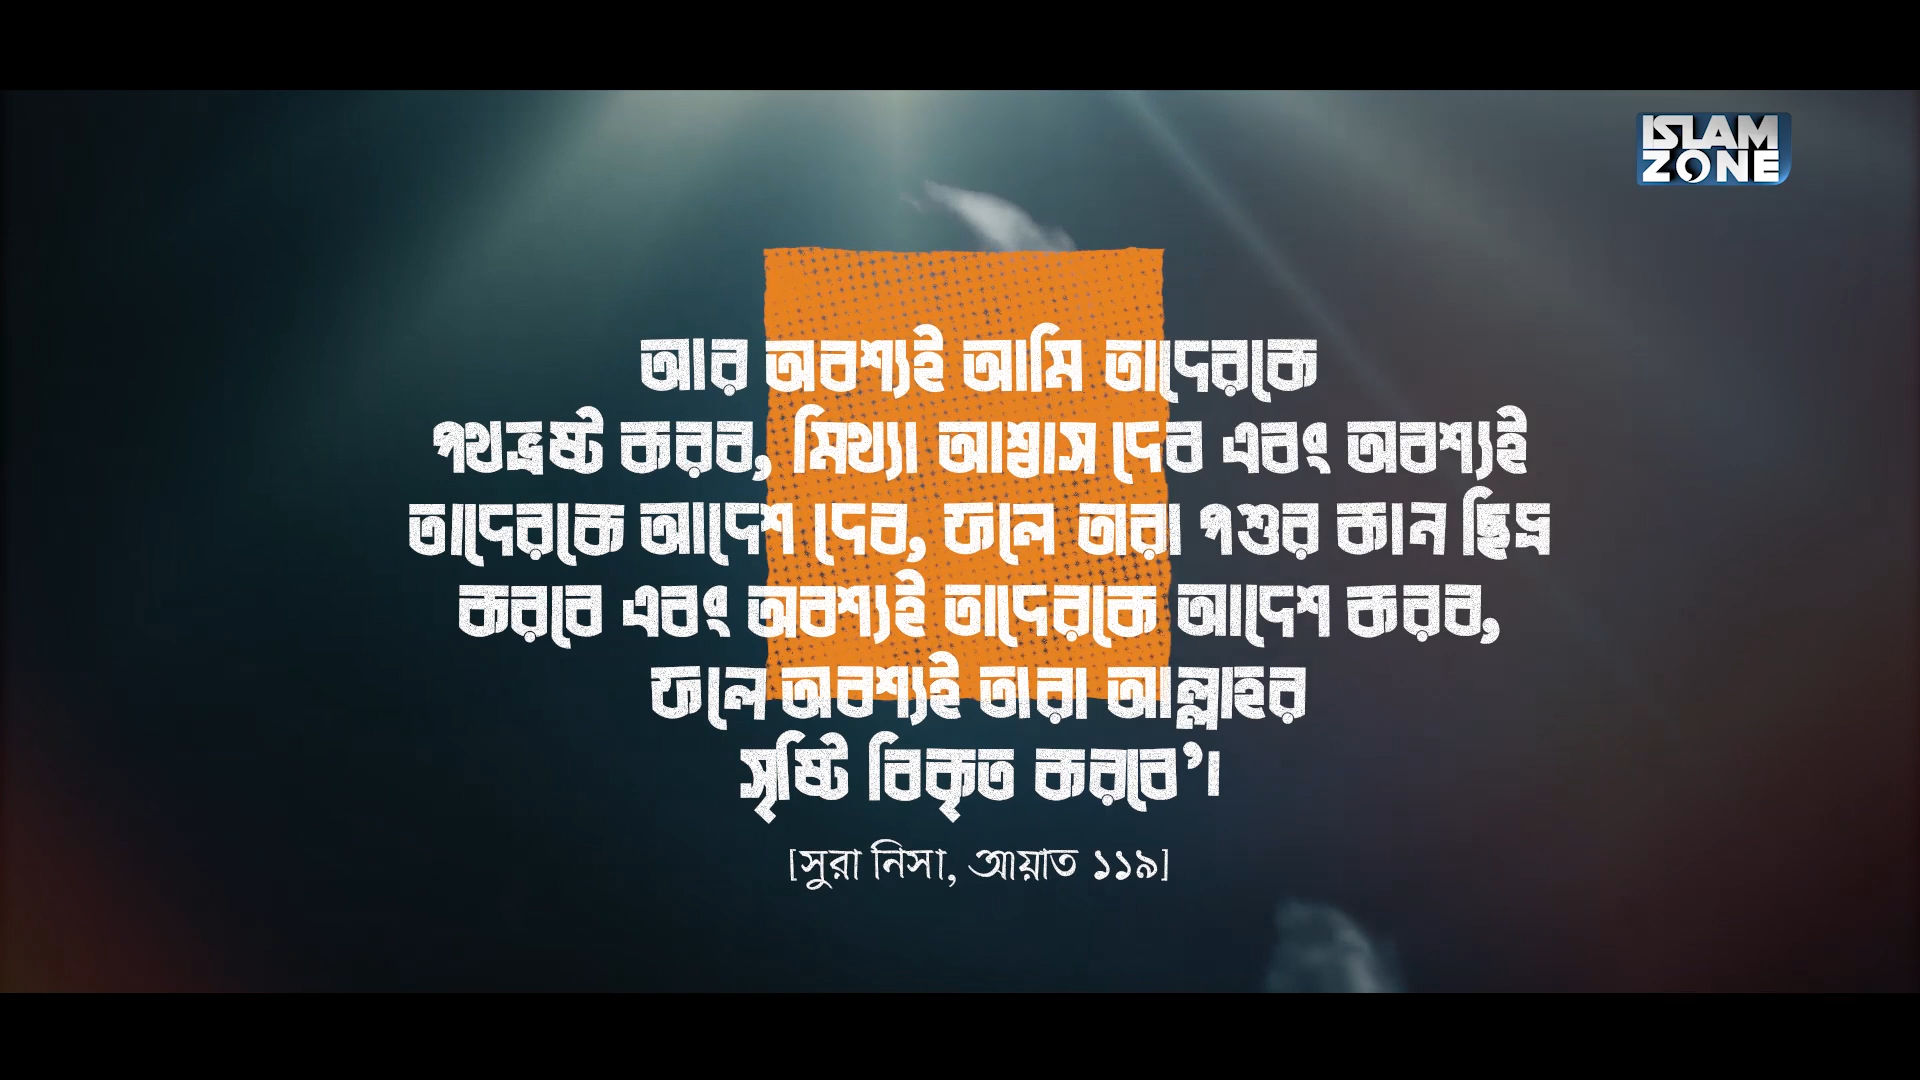 ISLAM
ZONE
আর অবশ্যই আমি তাদেরকে
পথভ্রষ্ট করব, মিথ্যা আশ্বাস দেব এবং অবশ্যই
তাদেরকে আদেশ দেব, ফলে তারা পশুর কান ছিদ্র
করবে এবং অবশ্যই তাদেরকে আদেশ করব,
ফলে অবশ্যই তারা আল্লাহর
সৃষ্টি বিকৃত করবে’।
[সুরা নিসা, আয়াত ১১৯]